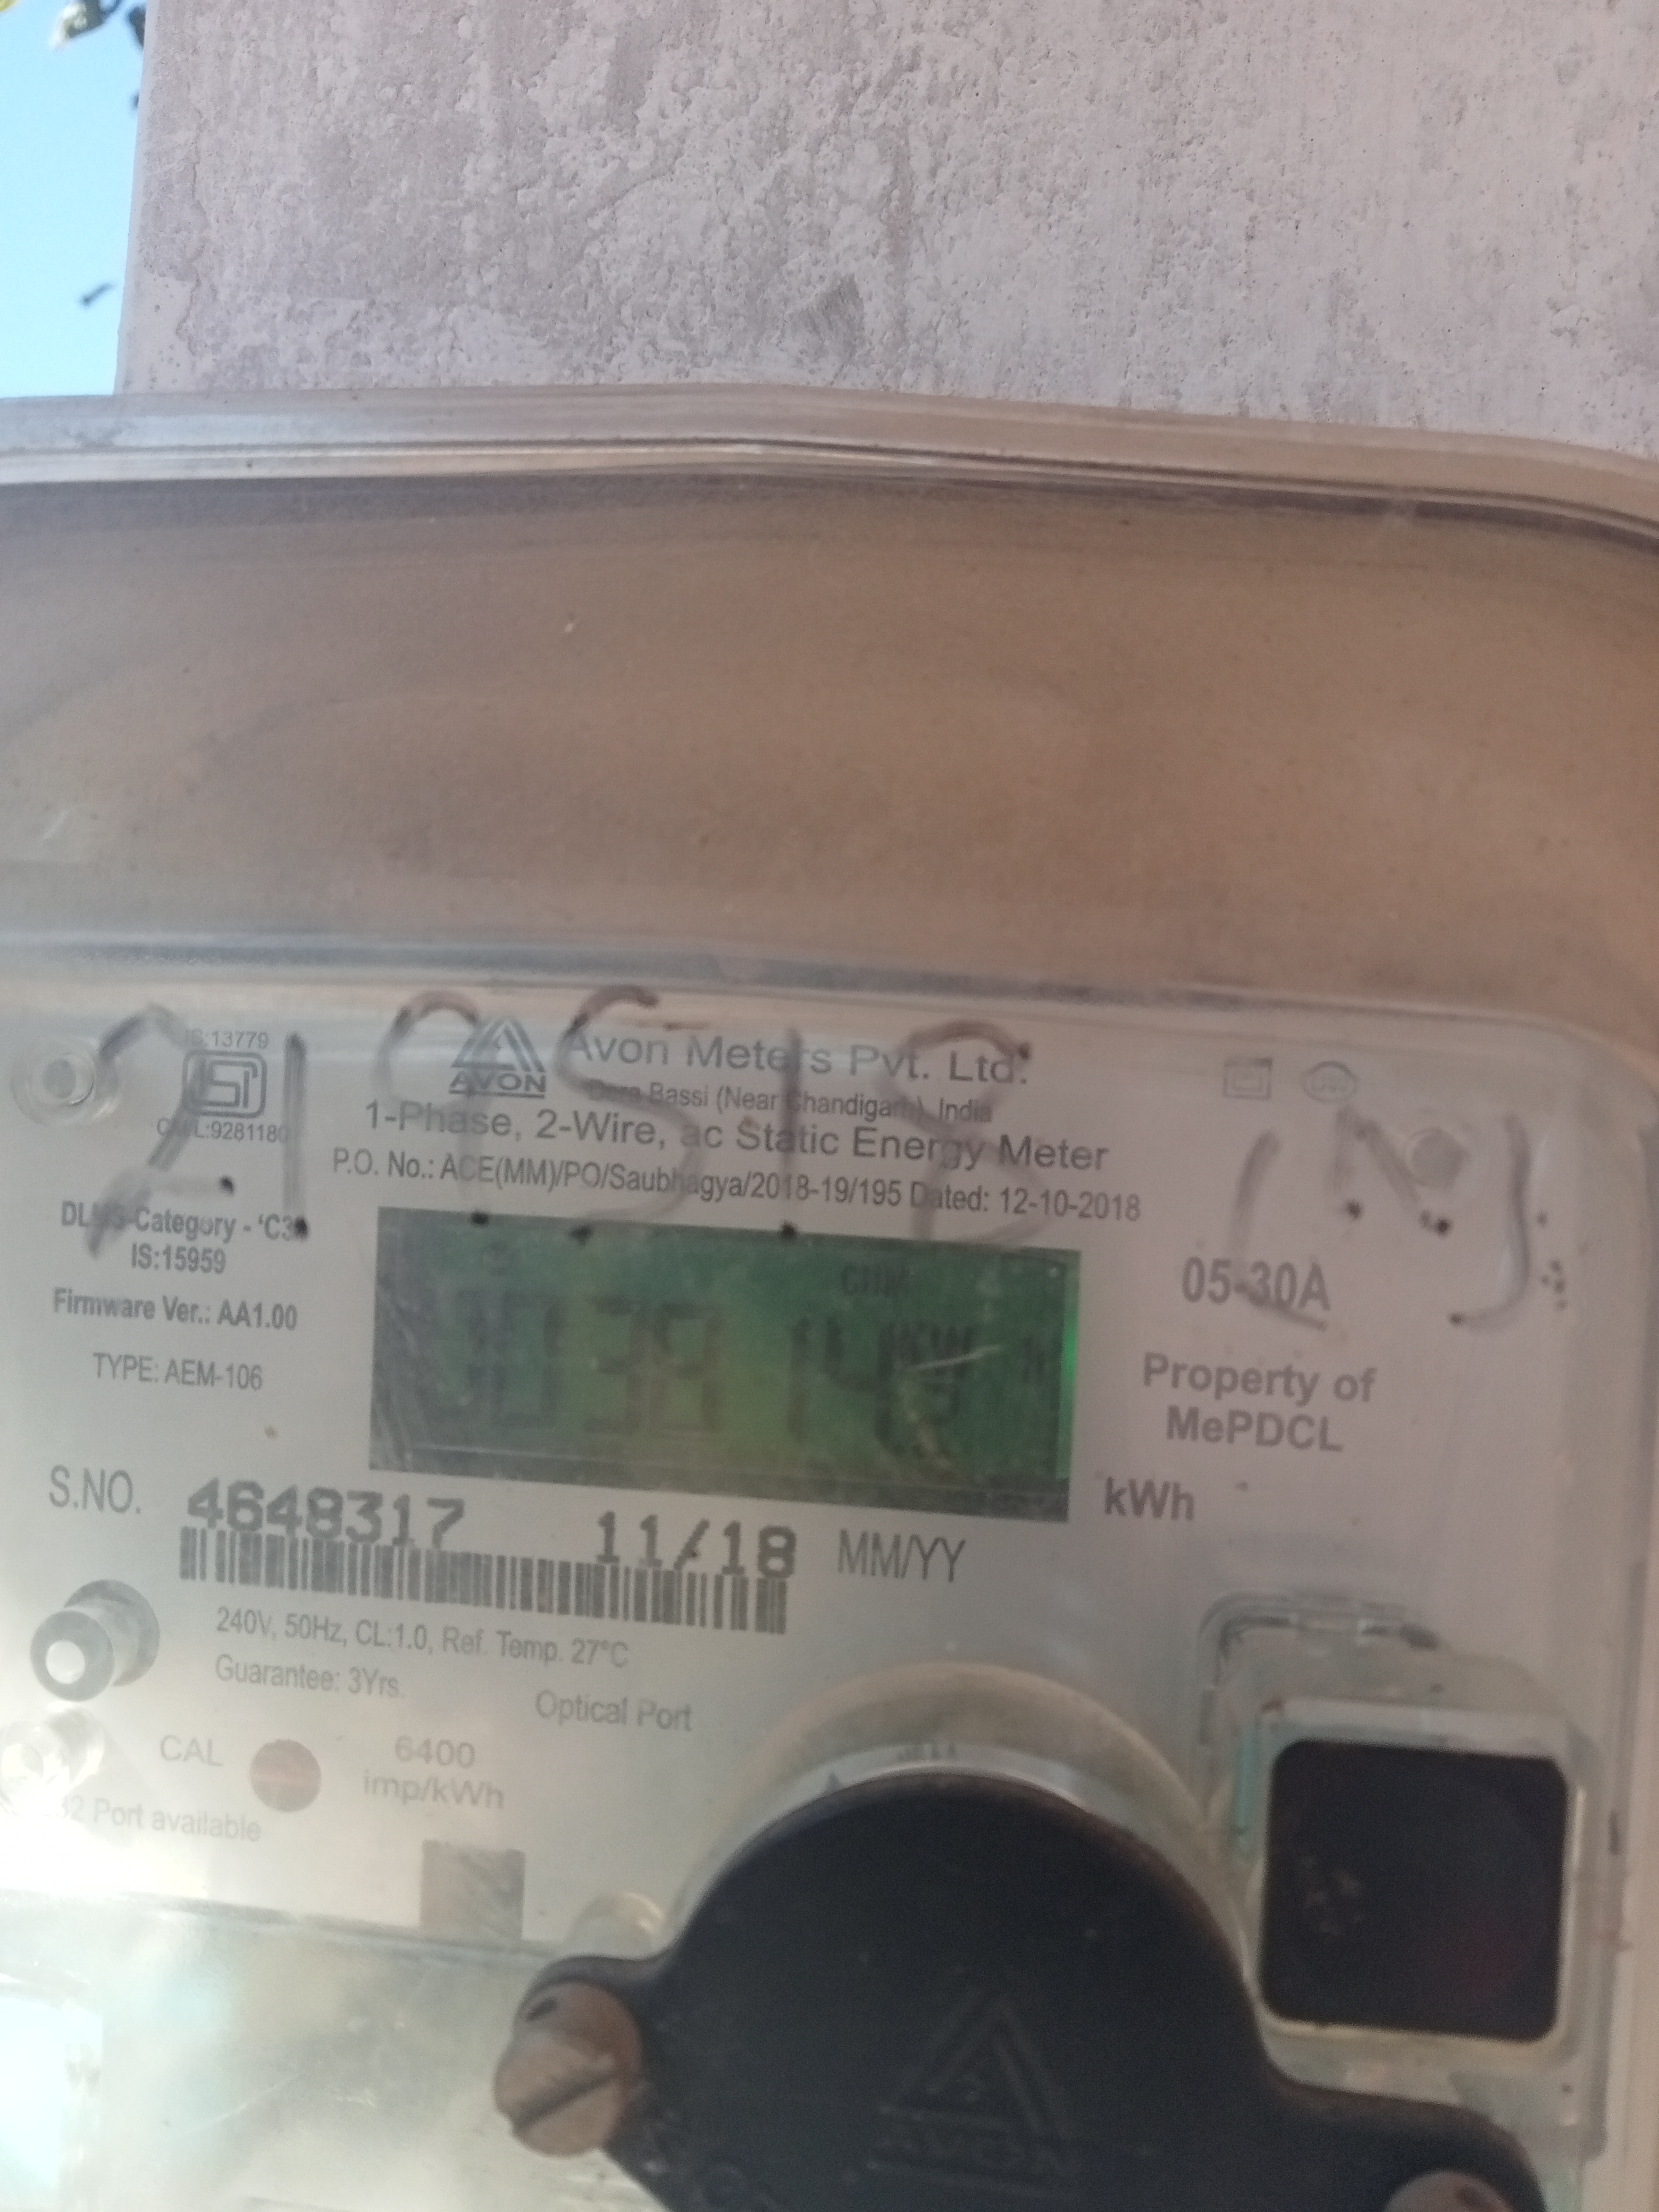 IS:13779
AVON
Avon Meters Pvt. Ltd.
Dera Bassi (Near Chandigarh), India
1-Phase, 2-Wire, ac Static Energy Meter
P.O. No.: ACE(MM)/PO/Saubhagya/2018-19/195 Dated: 12-10-2018
DLMS-Category - 'C3'
IS:15959
Firmware Ver.: AA1.00
TYPE: AEM-106
05-30A
Property of
MePDCL
kWh
S.NO. 4648317 11/18 MM/YY
240V, 50Hz, CL:1.0, Ref. Temp. 27°C
Guarantee: 3Yrs.
Optical Port
CAL 6400
imp/kWh
Port available
AVON